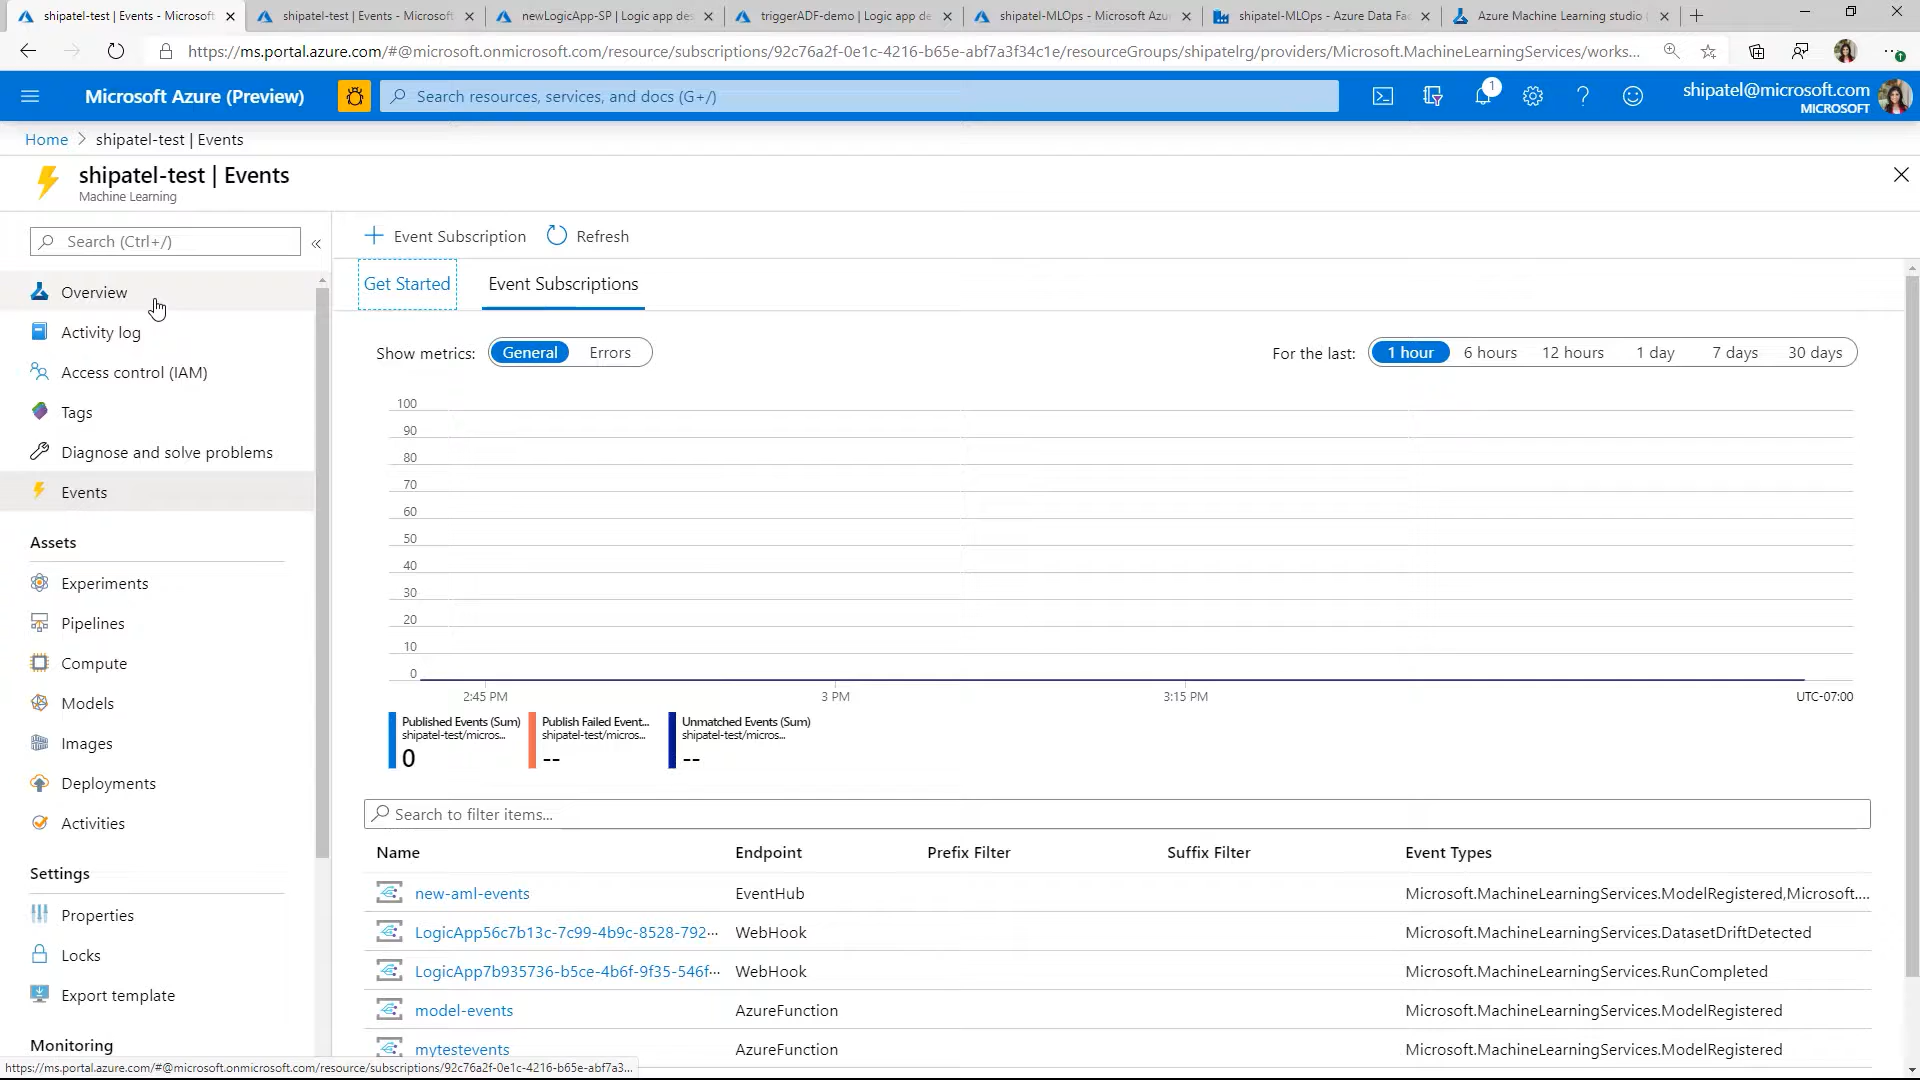 shipatel-test | Events - Microsoft
shipatel-test | Events - Microsoft
newLogicApp-SP | Logic app des
triggerADF-demo | Logic app de
shipatel-MLOps - Microsoft Azu
shipatel-MLOps - Azure Data Fac
Azure Machine Learning studio
https://ms.portal.azure.com/#@microsoft.onmicrosoft.com/resource/subscriptions/92c76a2f-0e1c-4216-b65e-abf7a3f34c1e/resourceGroups/shipatelrg/providers/Microsoft.MachineLearningServices/works...
Microsoft Azure (Preview)
Search resources, services, and docs (G+/)
1
shipatel@microsoft.com
MICROSOFT
Home > shipatel-test | Events
shipatel-test | Events
Machine Learning
Search (Ctrl+/)
«
Overview
Activity log
Access control (IAM)
Tags
Diagnose and solve problems
Events
Assets
Experiments
Pipelines
Compute
Models
Images
Deployments
Activities
Settings
Properties
Locks
Export template
Monitoring
+ Event Subscription
Refresh
Get Started
Event Subscriptions
Show metrics: General Errors
For the last: 1 hour 6 hours 12 hours 1 day 7 days 30 days
100
90
80
70
60
50
40
30
20
10
0
2:45 PM 3 PM 3:15 PM UTC-07:00
Published Events (Sum)
shipatel-test/micros...
0
Publish Failed Event...
shipatel-test/micros...
--
Unmatched Events (Sum)
shipatel-test/micros...
--
Search to filter items...
Name Endpoint Prefix Filter Suffix Filter Event Types
new-aml-events EventHub Microsoft.MachineLearningServices.ModelRegistered,Microsoft....
LogicApp56c7b13c-7c99-4b9c-8528-792··· WebHook Microsoft.MachineLearningServices.DatasetDriftDetected
LogicApp7b935736-b5ce-4b6f-9f35-546f··· WebHook Microsoft.MachineLearningServices.RunCompleted
model-events AzureFunction Microsoft.MachineLearningServices.ModelRegistered
mytestevents AzureFunction Microsoft.MachineLearningServices.ModelRegistered
https://ms.portal.azure.com/#@microsoft.onmicrosoft.com/resource/subscriptions/92c76a2f-0e1c-4216-b65e-abf7a3...